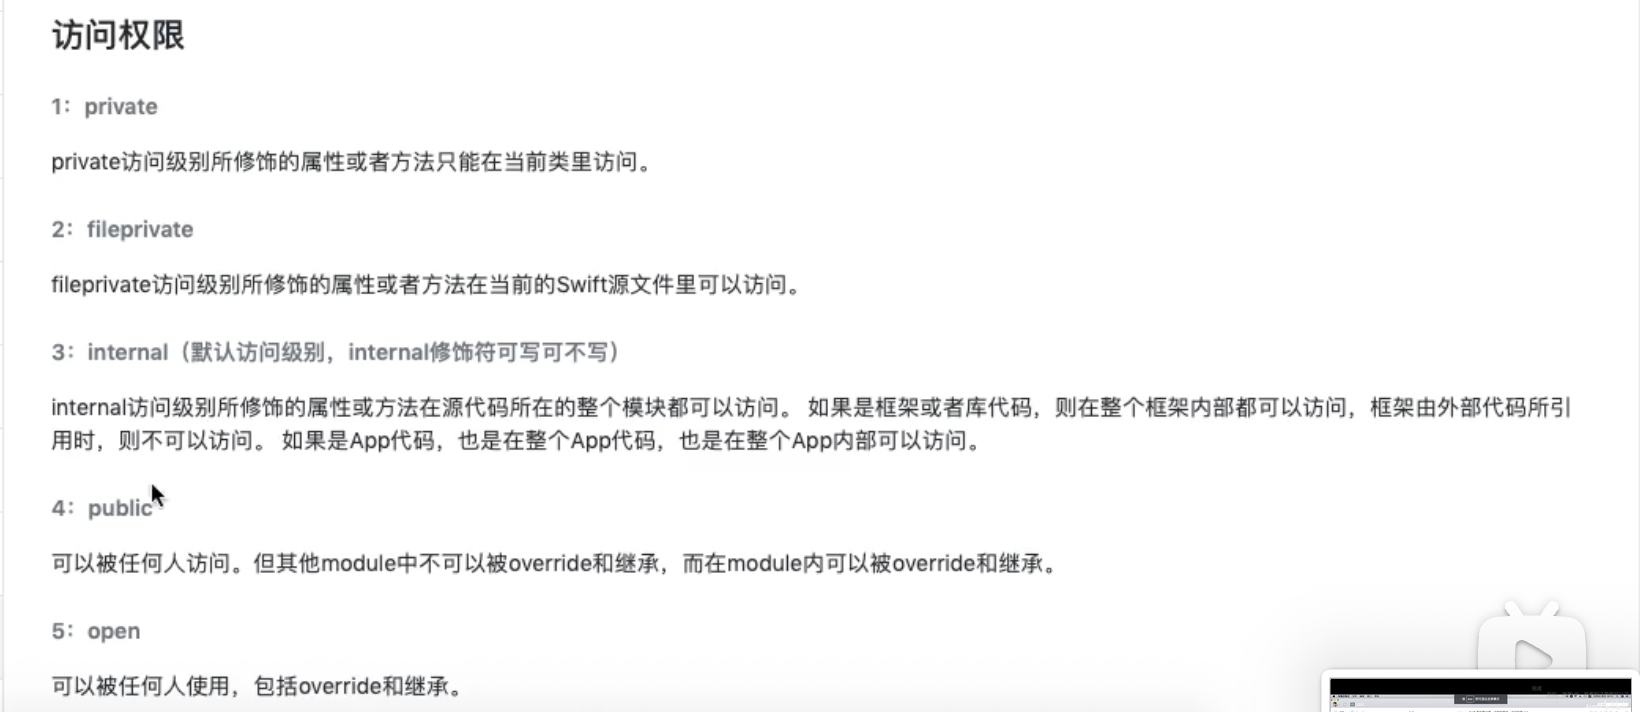 访问权限
1：private
private访问级别所修饰的属性或者方法只能在当前类里访问。
2：fileprivate
fileprivate访问级别所修饰的属性或者方法在当前的Swift源文件里可以访问。
3：internal（默认访问级别，internal修饰符可写可不写）
internal访问级别所修饰的属性或方法在源代码所在的整个模块都可以访问。 如果是框架或者库代码，则在整个框架内部都可以访问，框架由外部代码所引
用时，则不可以访问。 如果是App代码，也是在整个App代码，也是在整个App内部可以访问。
4：public
可以被任何人访问。但其他module中不可以被override和继承，而在module内可以被override和继承。
5：open
可以被任何人使用，包括override和继承。